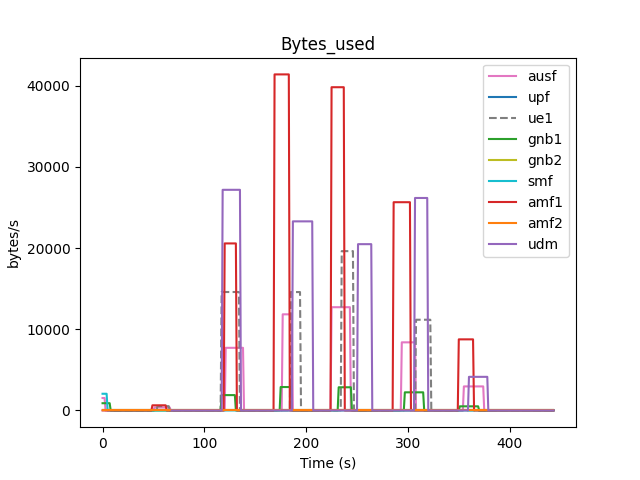 Bytes_used
bytes/s
40000
30000
20000
10000
0
0 100 200 300 400
Time (s)
ausf
upf
ue1
gnb1
gnb2
smf
amf1
amf2
udm